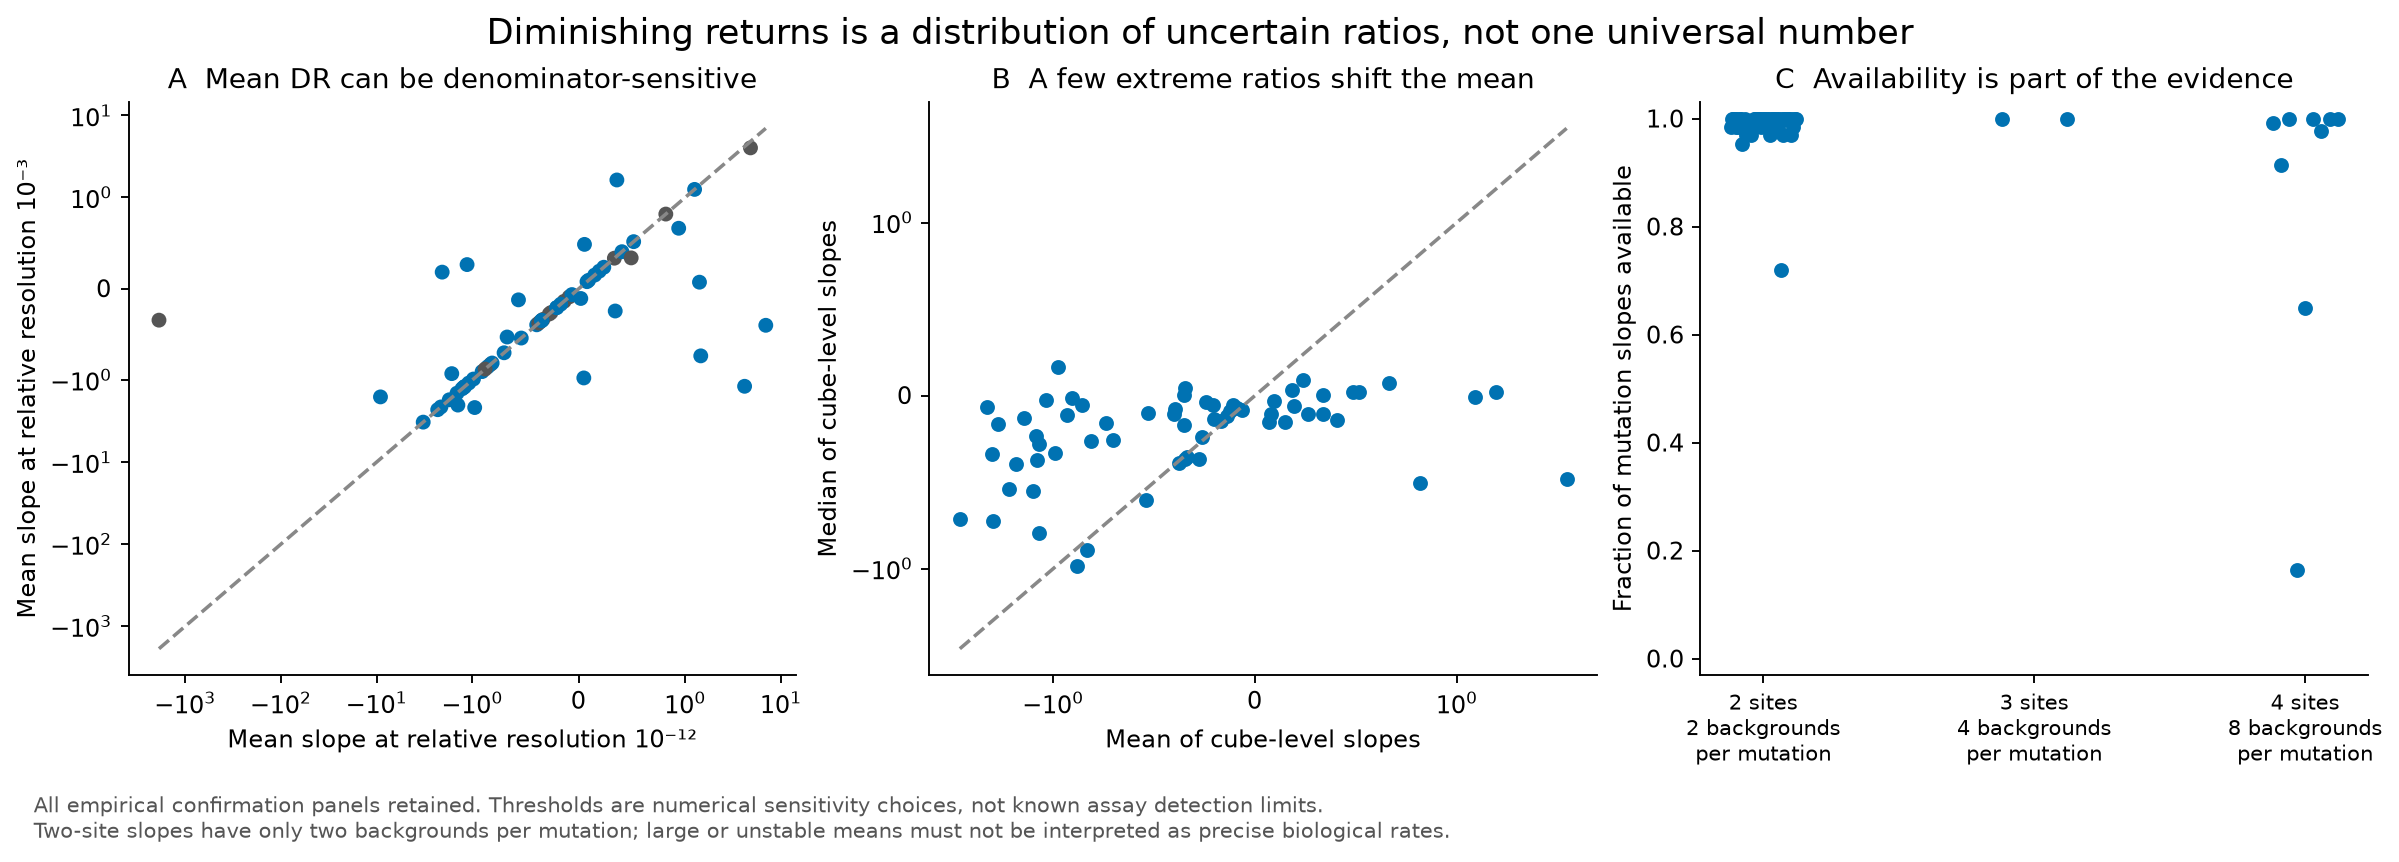 Diminishing returns is a distribution of uncertain ratios, not one universal number
A Mean DR can be denominator-sensitive
Mean slope at relative resolution 10⁻³
10¹
10⁰
0
−10⁰
−10¹
−10²
−10³
−10³ −10² −10¹ −10⁰ 0 10⁰ 10¹
Mean slope at relative resolution 10⁻¹²
B A few extreme ratios shift the mean
Median of cube-level slopes
10⁰
0
−10⁰
−10⁰ 0 10⁰
Mean of cube-level slopes
C Availability is part of the evidence
Fraction of mutation slopes available
1.0
0.8
0.6
0.4
0.2
0.0
2 sites
2 backgrounds
per mutation
3 sites
4 backgrounds
per mutation
4 sites
8 backgrounds
per mutation
All empirical confirmation panels retained. Thresholds are numerical sensitivity choices, not known assay detection limits.
Two-site slopes have only two backgrounds per mutation; large or unstable means must not be interpreted as precise biological rates.